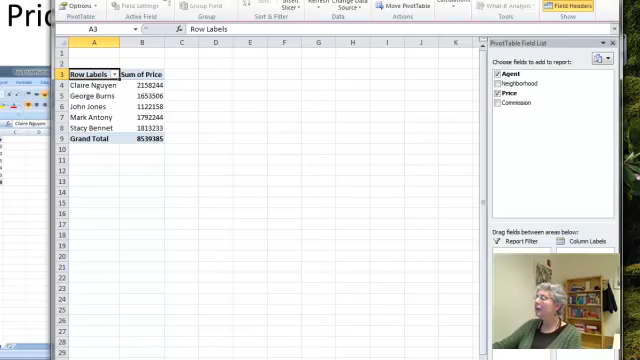 Pric
Options
Field Settings
Group Field
Insert
Slicer
Refresh Change Data
Source
Move PivotTable
Calculations
What-If Analysis
Field Headers
PivotTable
Active Field
Group
Sort & Filter
Data
Actions
Tools
Show
A3
fx
Row Labels
A B C D E F G H I J K
1
2
3 Row Labels Sum of Price
4 Claire Nguyen 2158244
5 George Burns 1653506
6 John Jones 1122158
7 Mark Antony 1792244
8 Stacy Bennet 1813233
9 Grand Total 8539385
10
11
12
13
14
15
16
17
18
19
20
21
22
23
24
25
26
27
28
29
PivotTable Field List
Choose fields to add to report:
Agent
Neighborhood
Price
Commission
Drag fields between areas below:
Report Filter
Column Labels
Claire Nguyen